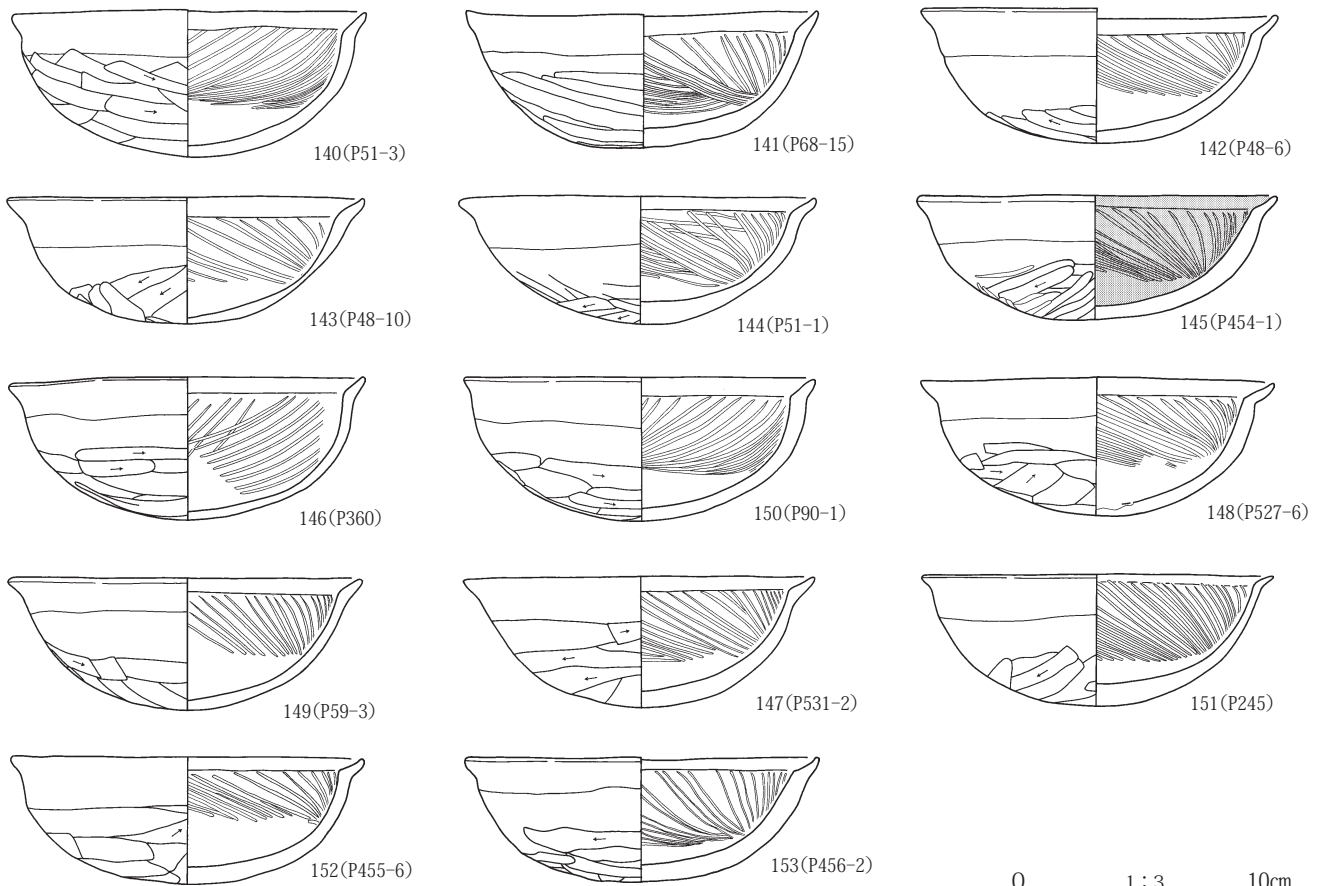 140(P51-3)
141(P68-15)
142(P48-6)
143(P48-10)
144(P51-1)
145(P454-1)
146(P360)
150(P90-1)
148(P527-6)
149(P59-3)
147(P531-2)
151(P245)
152(P455-6)
153(P456-2)
0 1:3 10cm